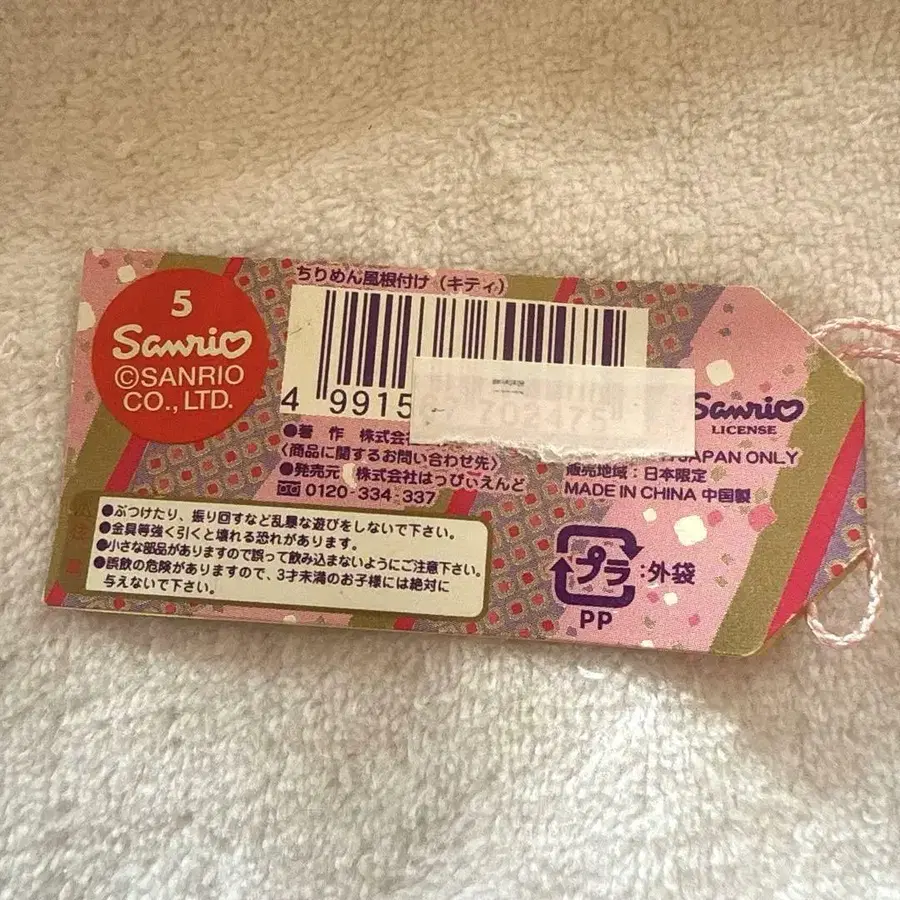 5
Sanrio
©SANRIO
CO., LTD.
ちりめん風根付け（キティ）
4 9915
702475
●著 作 株式会
〈商品に関するお問い合わせ先〉
●発売元 株式会社はっぴぃえんど
0120-334-337
●ぶつけたり、振り回すなど乱暴な遊びをしないで下さい。
●金具等強く引くと壊れる恐れがあります。
●小さな部品がありますので誤って飲み込まないようにご注意下さい。
●誤飲の危険がありますので、3才未満のお子様には絶対に
与えないで下さい。
Sanrio
LICENSE
JAPAN ONLY
販売地域：日本限定
MADE IN CHINA 中国製
プラ :外袋
PP